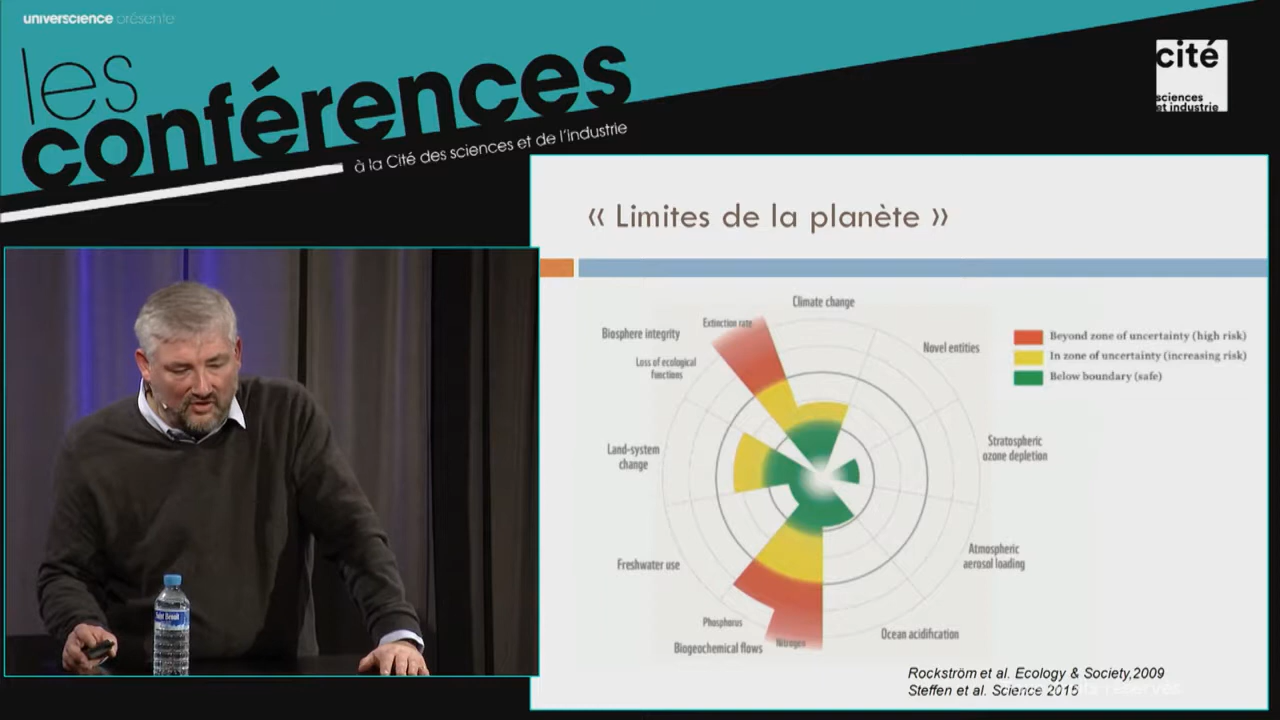 universcience présente
les
conférences
à la Cité des sciences et de l'industrie
cité
sciences
et industrie
« Limites de la planète »
Climate change
Extinction rate
Biosphere integrity
Loss of ecological
functions
Novel entities
Beyond zone of uncertainty (high risk)
In zone of uncertainty (increasing risk)
Below boundary (safe)
Land-system
change
Stratospheric
ozone depletion
Freshwater use
Atmospheric
aerosol loading
Phosphorus
Nitrogen
Biogeochemical flows
Ocean acidification
Rockström et al. Ecology & Society,2009
Steffen et al. Science 2015